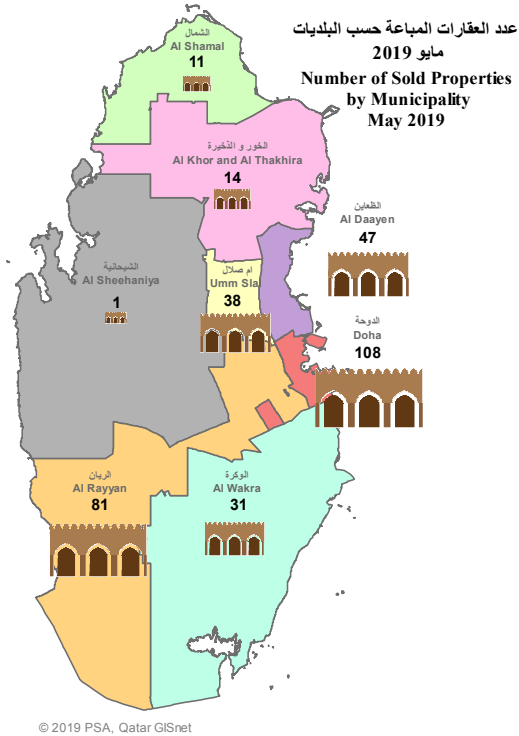 عدد العقارات المباعة حسب البلديات
مايو 2019
Number of Sold Properties
by Municipality
May 2019
الشمال
Al Shamal
11
الخور و الذخيرة
Al Khor and Al Thakhira
14
الظعاين
Al Daayen
47
الشيحانية
Al Sheehaniya
1
ام صلال
Umm Sla
38
الدوحة
Doha
108
الريان
Al Rayyan
81
الوكرة
Al Wakra
31
© 2019 PSA, Qatar GISnet